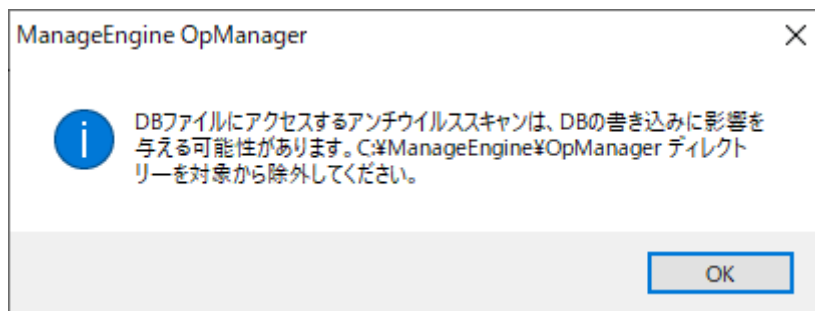 ManageEngine OpManager
DBファイルにアクセスするアンチウイルススキャンは、DBの書き込みに影響を
与える可能性があります。C:¥ManageEngine¥OpManager ディレクト
リーを対象から除外してください。
OK